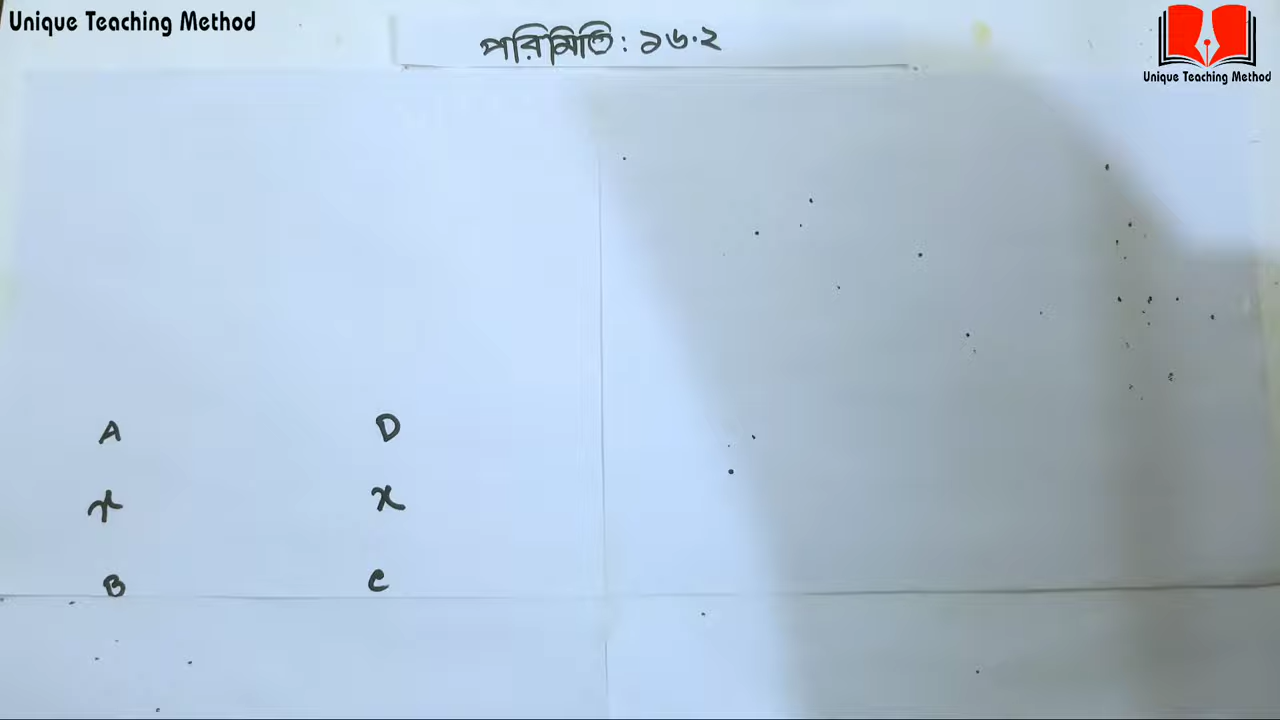 Unique Teaching Method
পরিমিতি: ১৬.২
Unique Teaching Method
A D
x x
B C